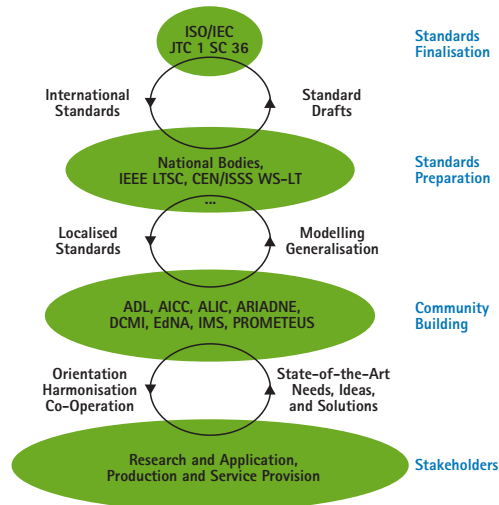 ISO/IEC
JTC 1 SC 36
Standards
Finalisation
International
Standards
Standard
Drafts
National Bodies,
IEEE LTSC, CEN/ISSS WS-LT
...
Standards
Preparation
Localised
Standards
Modelling
Generalisation
ADL, AICC, ALIC, ARIADNE,
DCMI, EdNA, IMS, PROMETEUS
Community
Building
Orientation
Harmonisation
Co-Operation
State-of-the-Art
Needs, Ideas,
and Solutions
Research and Application,
Production and Service Provision
Stakeholders